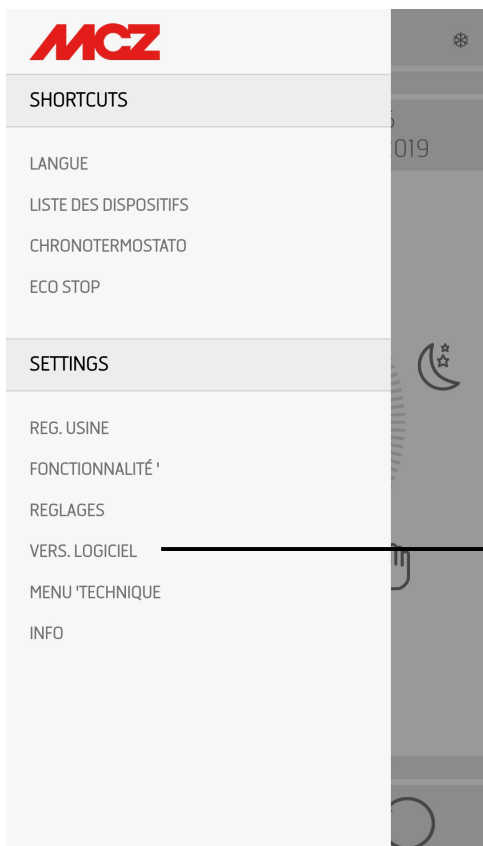 MCZ
SHORTCUTS
019
LANGUE
LISTE DES DISPOSITIFS
CHRONOTERMOSTATO
ECO STOP
SETTINGS
REG. USINE
FONCTIONNALITÉ '
REGLAGES
VERS. LOGICIEL
MENU 'TECHNIQUE
INFO